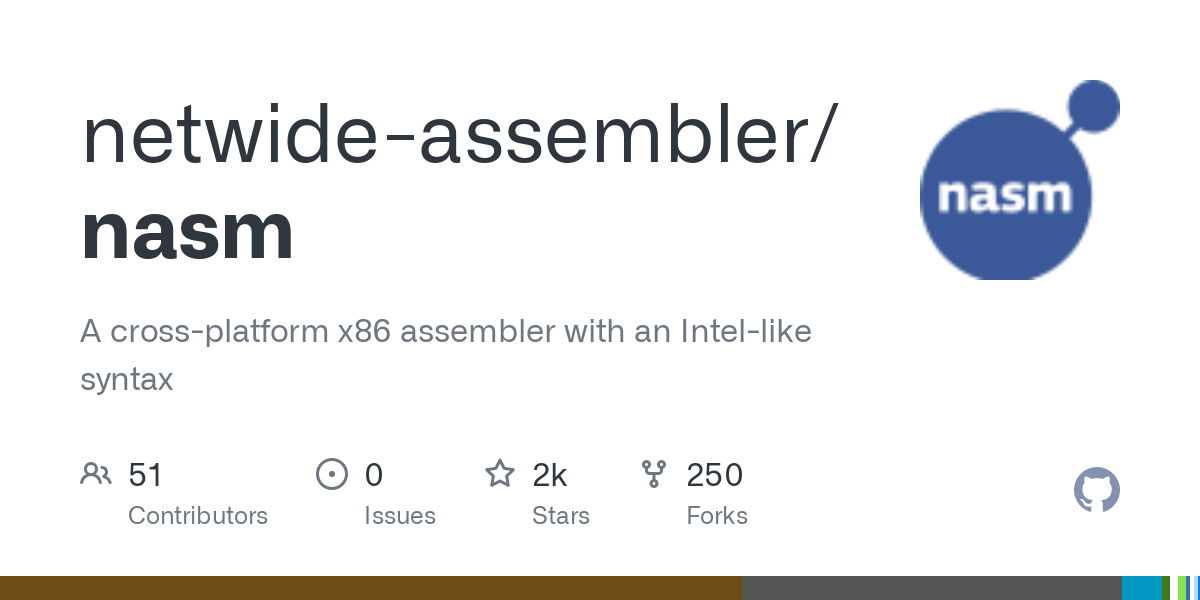 netwide-assembler/
nasm
nasm
A cross-platform x86 assembler with an Intel-like
syntax
51
Contributors
0
Issues
2k
Stars
250
Forks